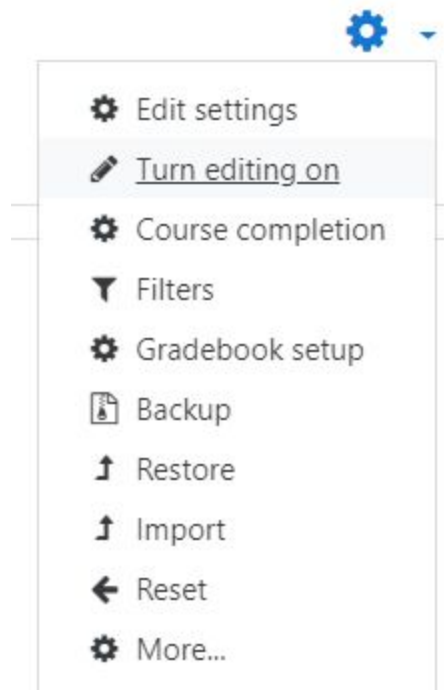 Edit settings
Turn editing on
Course completion
Filters
Gradebook setup
Backup
Restore
Import
Reset
More...